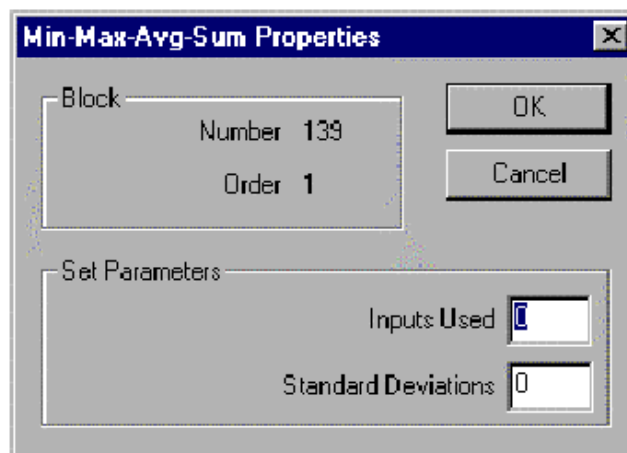 Min-Max-Avg-Sum Properties
Block
Number 139
Order 1
OK
Cancel
Set Parameters
Inputs Used 0
Standard Deviations 0